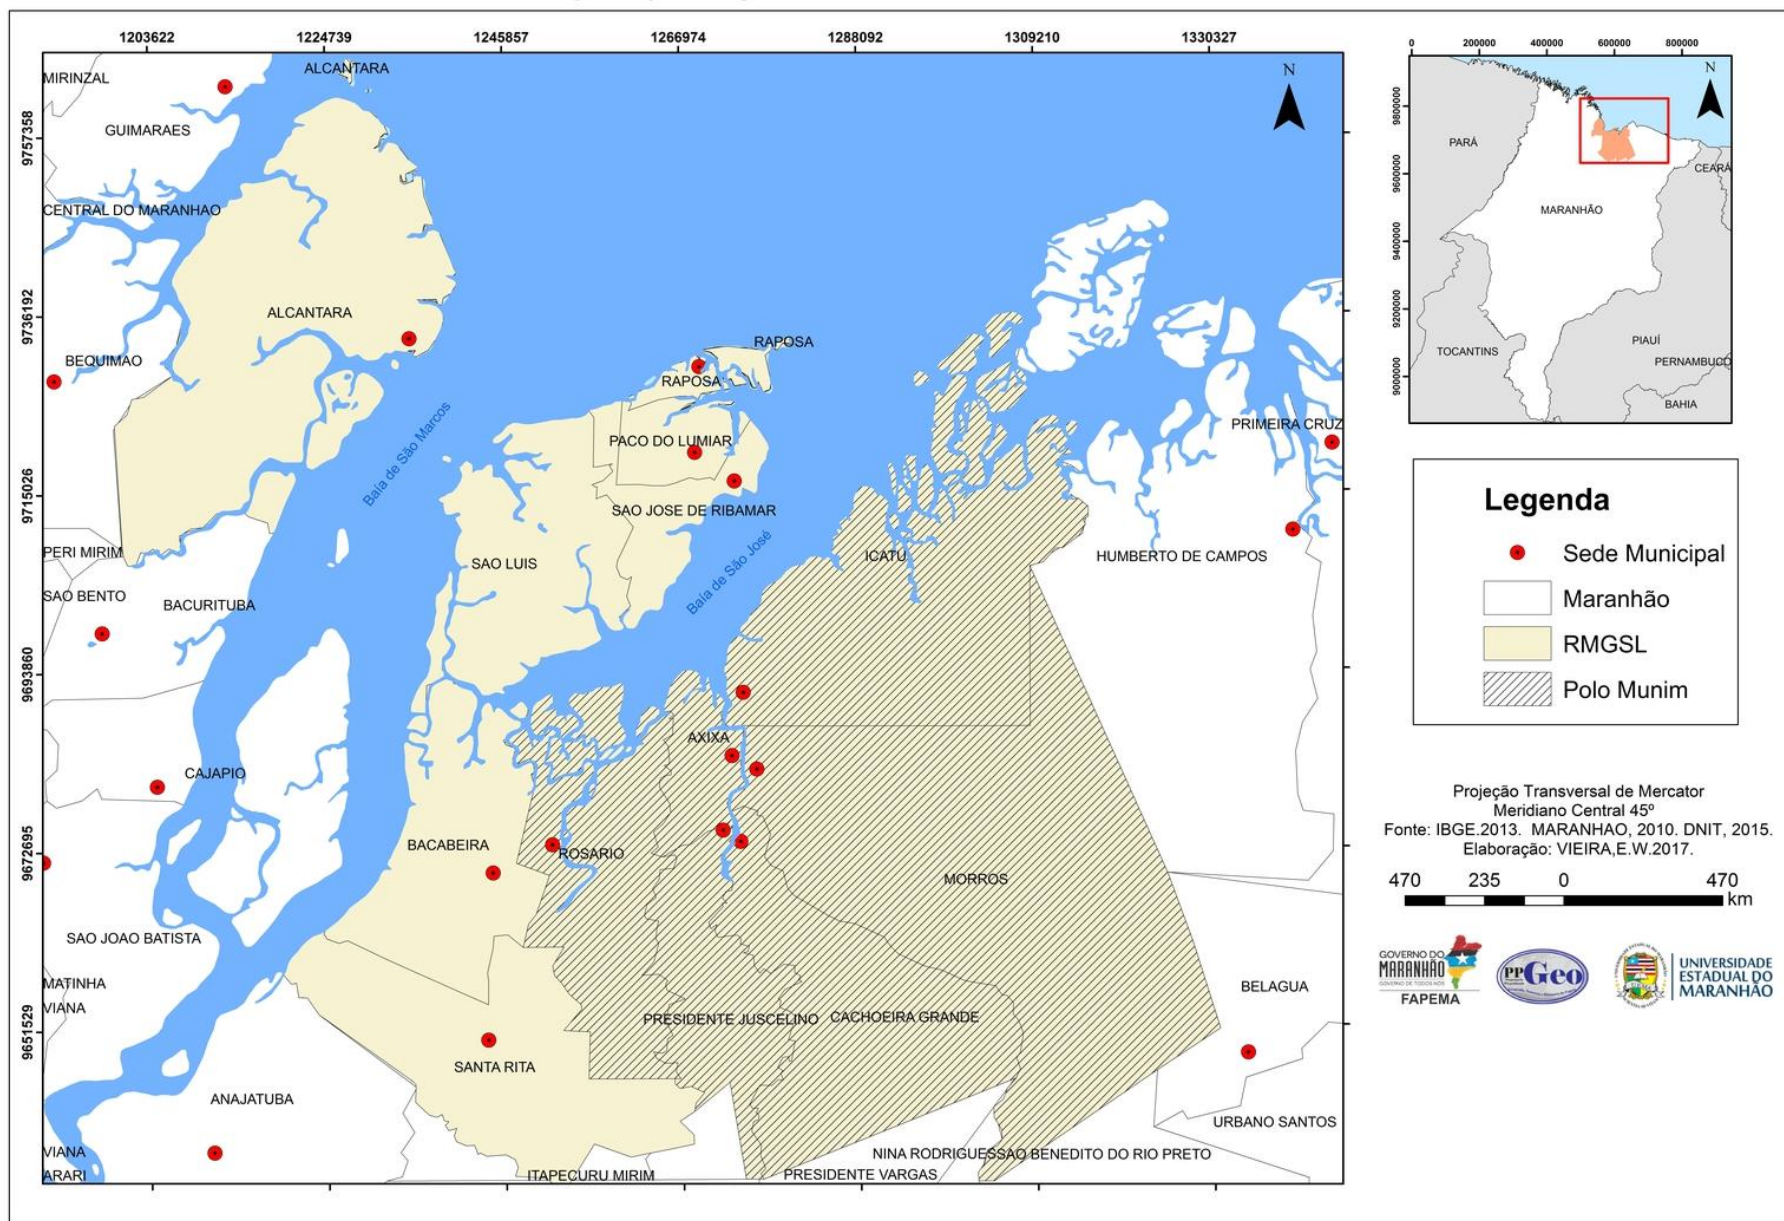 1203622 1224739 1245857 1266974 1288092 1309210 1330327
9757358
9736192
9715026
9693860
9672695
9651529
N
MIRINZAL
ALCANTARA
GUIMARAES
CENTRAL DO MARANHAO
ALCANTARA
BEQUIMAO
RAPOSA
RAPOSA
Baía de São Marcos
PACO DO LUMIAR
PRIMEIRA CRUZ
SAO JOSE DE RIBAMAR
PERI MIRIM
SAO LUIS
Baía de São José
ICATU
HUMBERTO DE CAMPOS
SAO BENTO
BACURITUBA
AXIXA
CAJAPIO
BACABEIRA
ROSARIO
MORROS
SAO JOAO BATISTA
MATINHA
VIANA
BELAGUA
PRESIDENTE JUSCELINO
CACHOEIRA GRANDE
SANTA RITA
ANAJATUBA
URBANO SANTOS
VIANA
NINA RODRIGUES
SAO BENEDITO DO RIO PRETO
ARARI
ITAPECURU MIRIM
PRESIDENTE VARGAS
0 200000 400000 600000 800000
9800000
9600000
9400000
9200000
9000000
N
PARÁ
CEARÁ
MARANHÃO
PIAUÍ
TOCANTINS
PERNAMBUCO
BAHIA
Legenda
Sede Municipal
Maranhão
RMGSL
Polo Munim
Projeção Transversal de Mercator
Meridiano Central 45º
Fonte: IBGE.2013. MARANHAO, 2010. DNIT, 2015.
Elaboração: VIEIRA,E.W.2017.
470 235 0 470
km
GOVERNO DO
MARANHÃO
GOVERNO DE TODOS NÓS
FAPEMA
PPGeo
UNIVERSIDADE
ESTADUAL DO
MARANHÃO